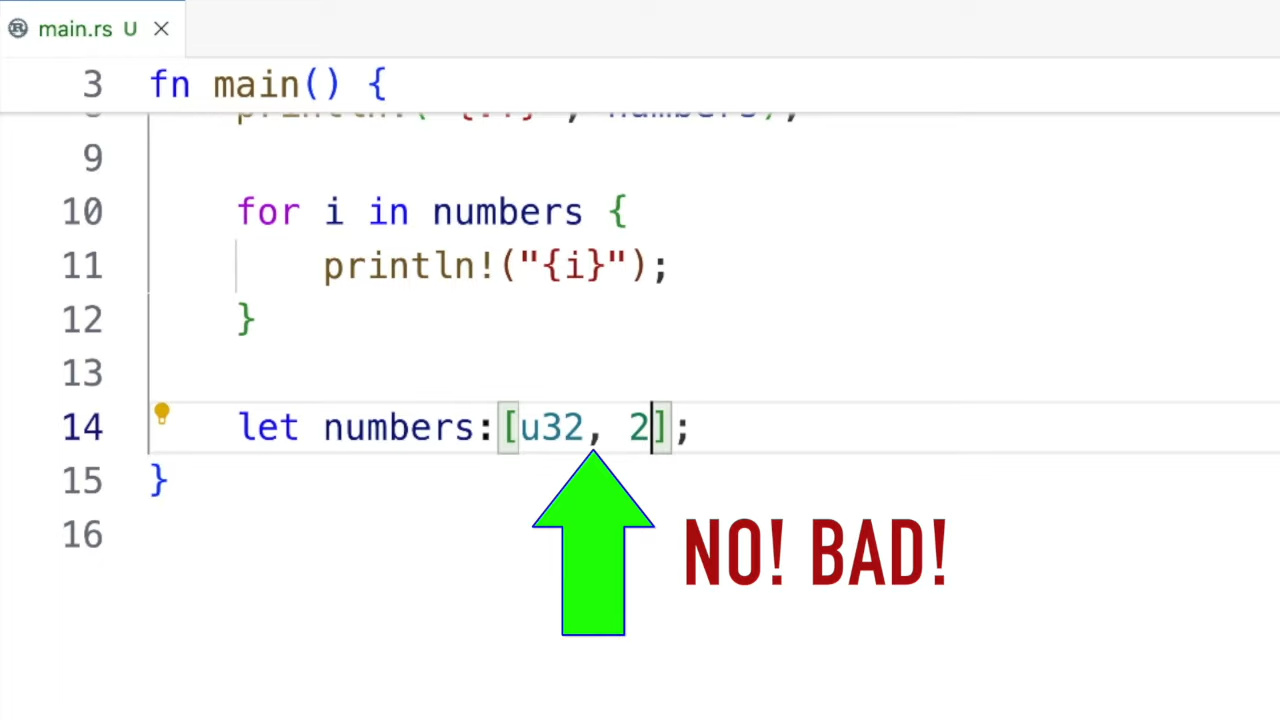 main.rs U
3 fn main() {
9
10 for i in numbers {
11 println!("{i}");
12 }
13
14 let numbers:[u32, 2];
15 }
16
NO! BAD!